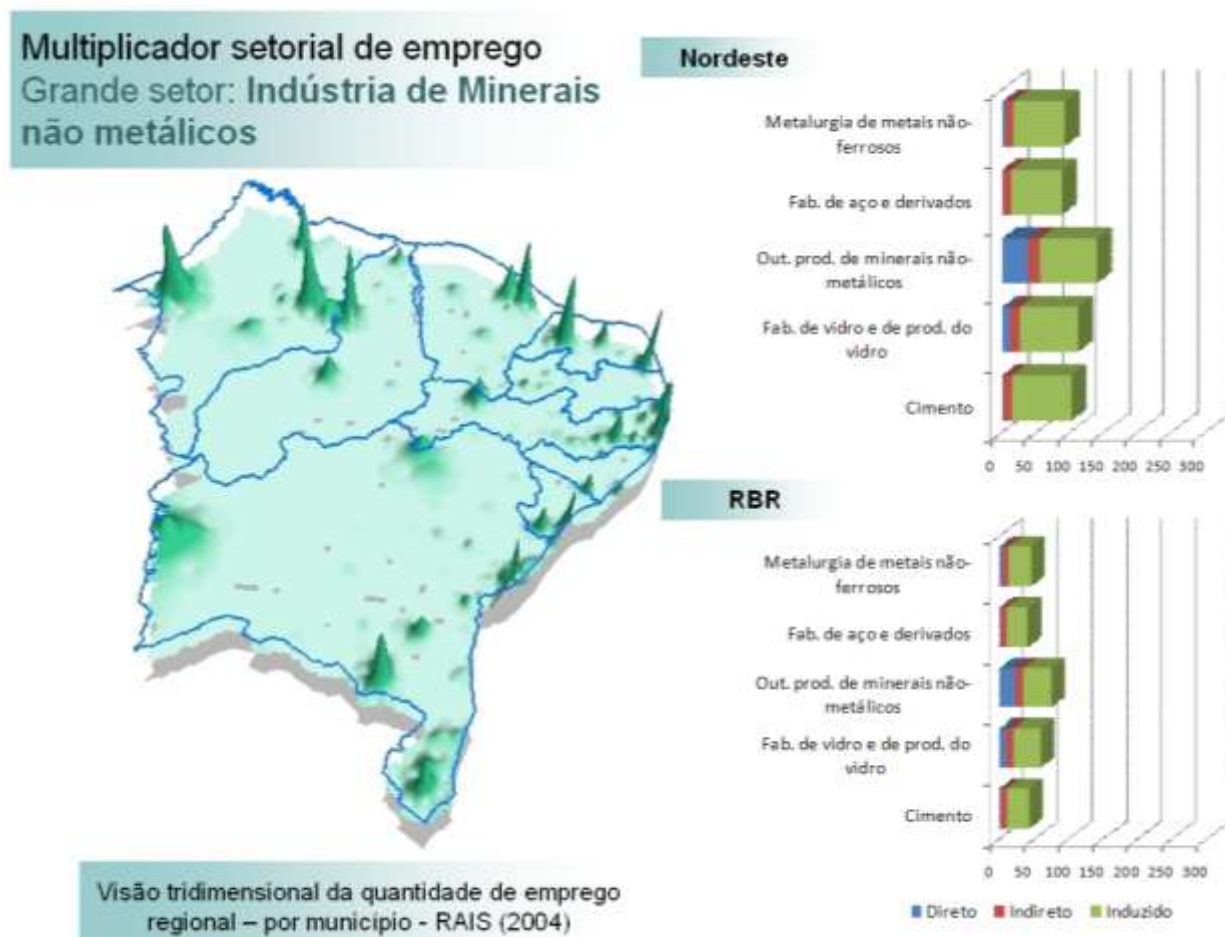 Multiplicador setorial de emprego
Grande setor: Indústria de Minerais
não metálicos
Nordeste
Metalurgia de metais não-
ferrosos
Fab. de aço e derivados
Out. prod. de minerais não-
metálicos
Fab. de vidro e de prod. do
vidro
Cimento
0 50 100 150 200 250 300
RBR
Metalurgia de metais não-
ferrosos
Fab. de aço e derivados
Out. prod. de minerais não-
metálicos
Fab. de vidro e de prod. do
vidro
Cimento
0 50 100 150 200 250 300
Direto Indireto Induzido
Visão tridimensional da quantidade de emprego
regional – por municipio - RAIS (2004)